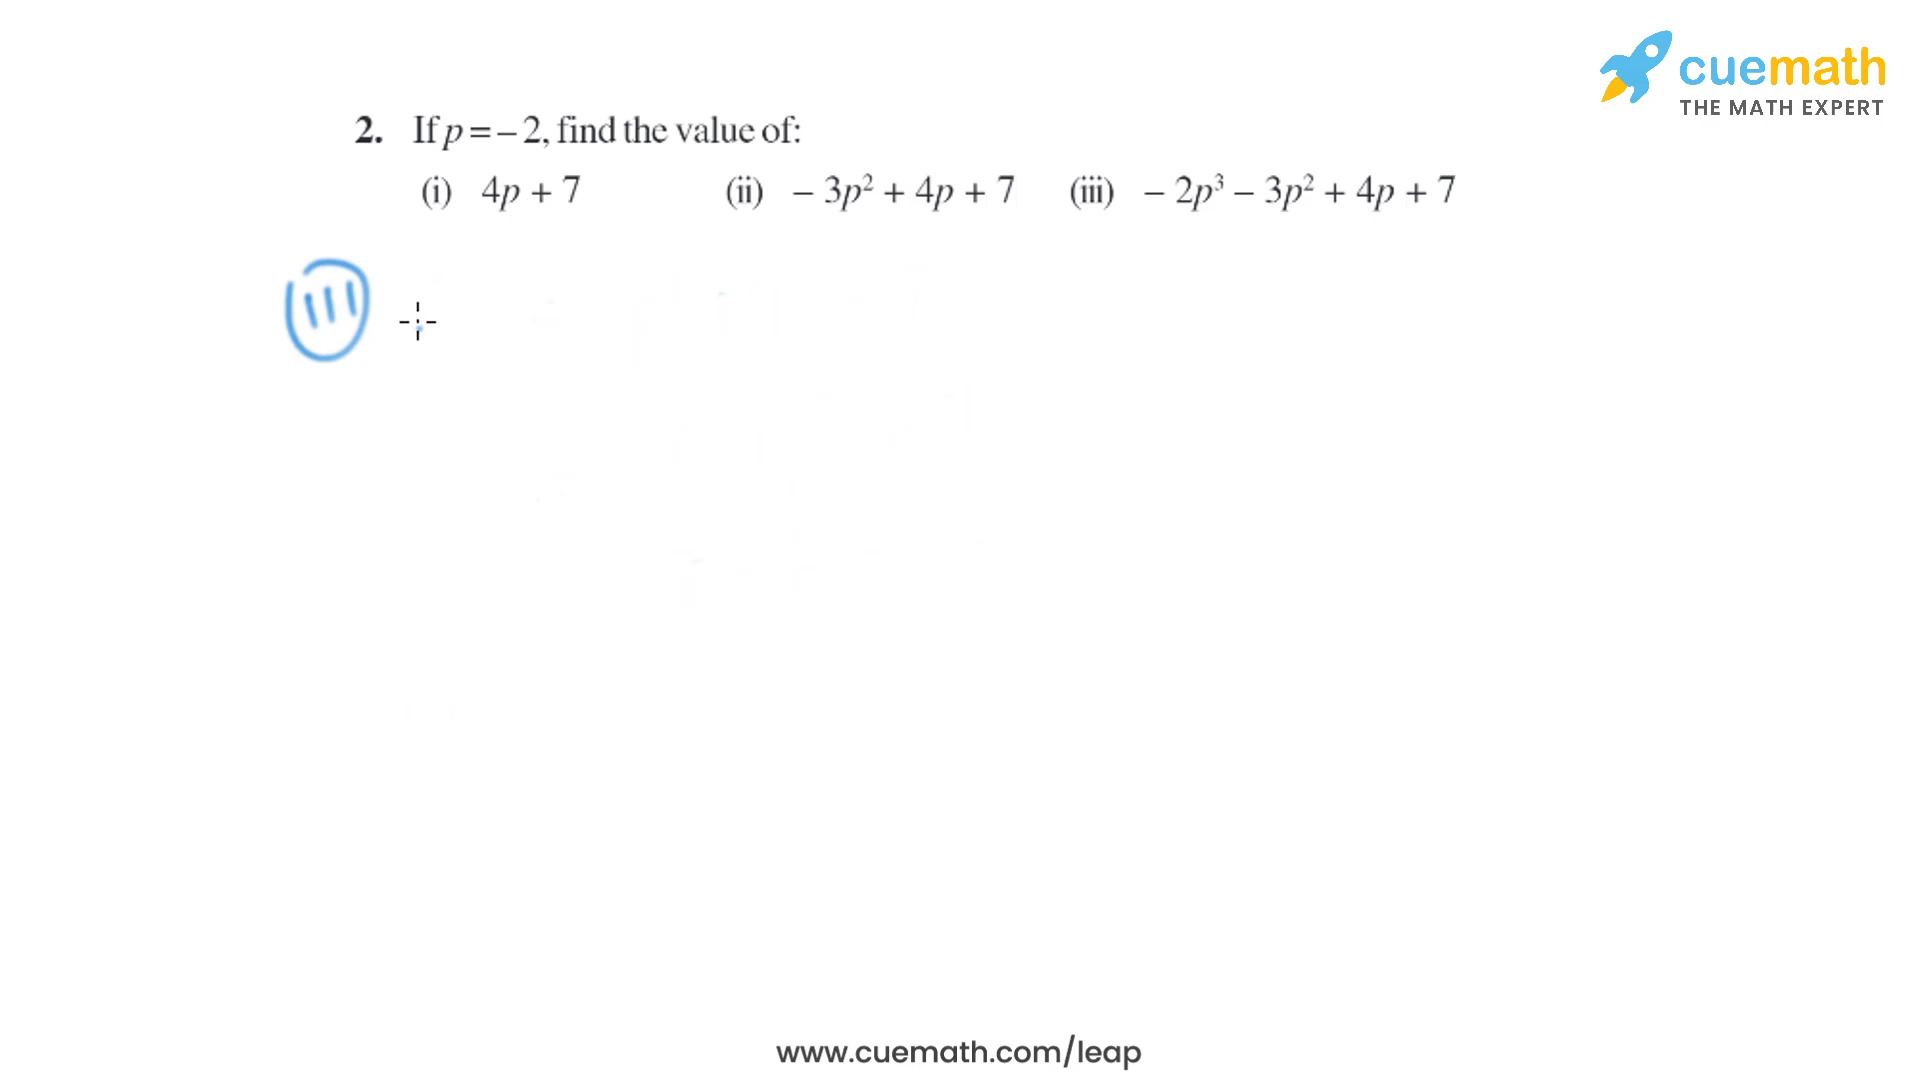 cuemath
THE MATH EXPERT
2. If p = – 2, find the value of:
(i) 4p + 7 (ii) – 3p² + 4p + 7 (iii) – 2p³ – 3p² + 4p + 7
III
www.cuemath.com/leap